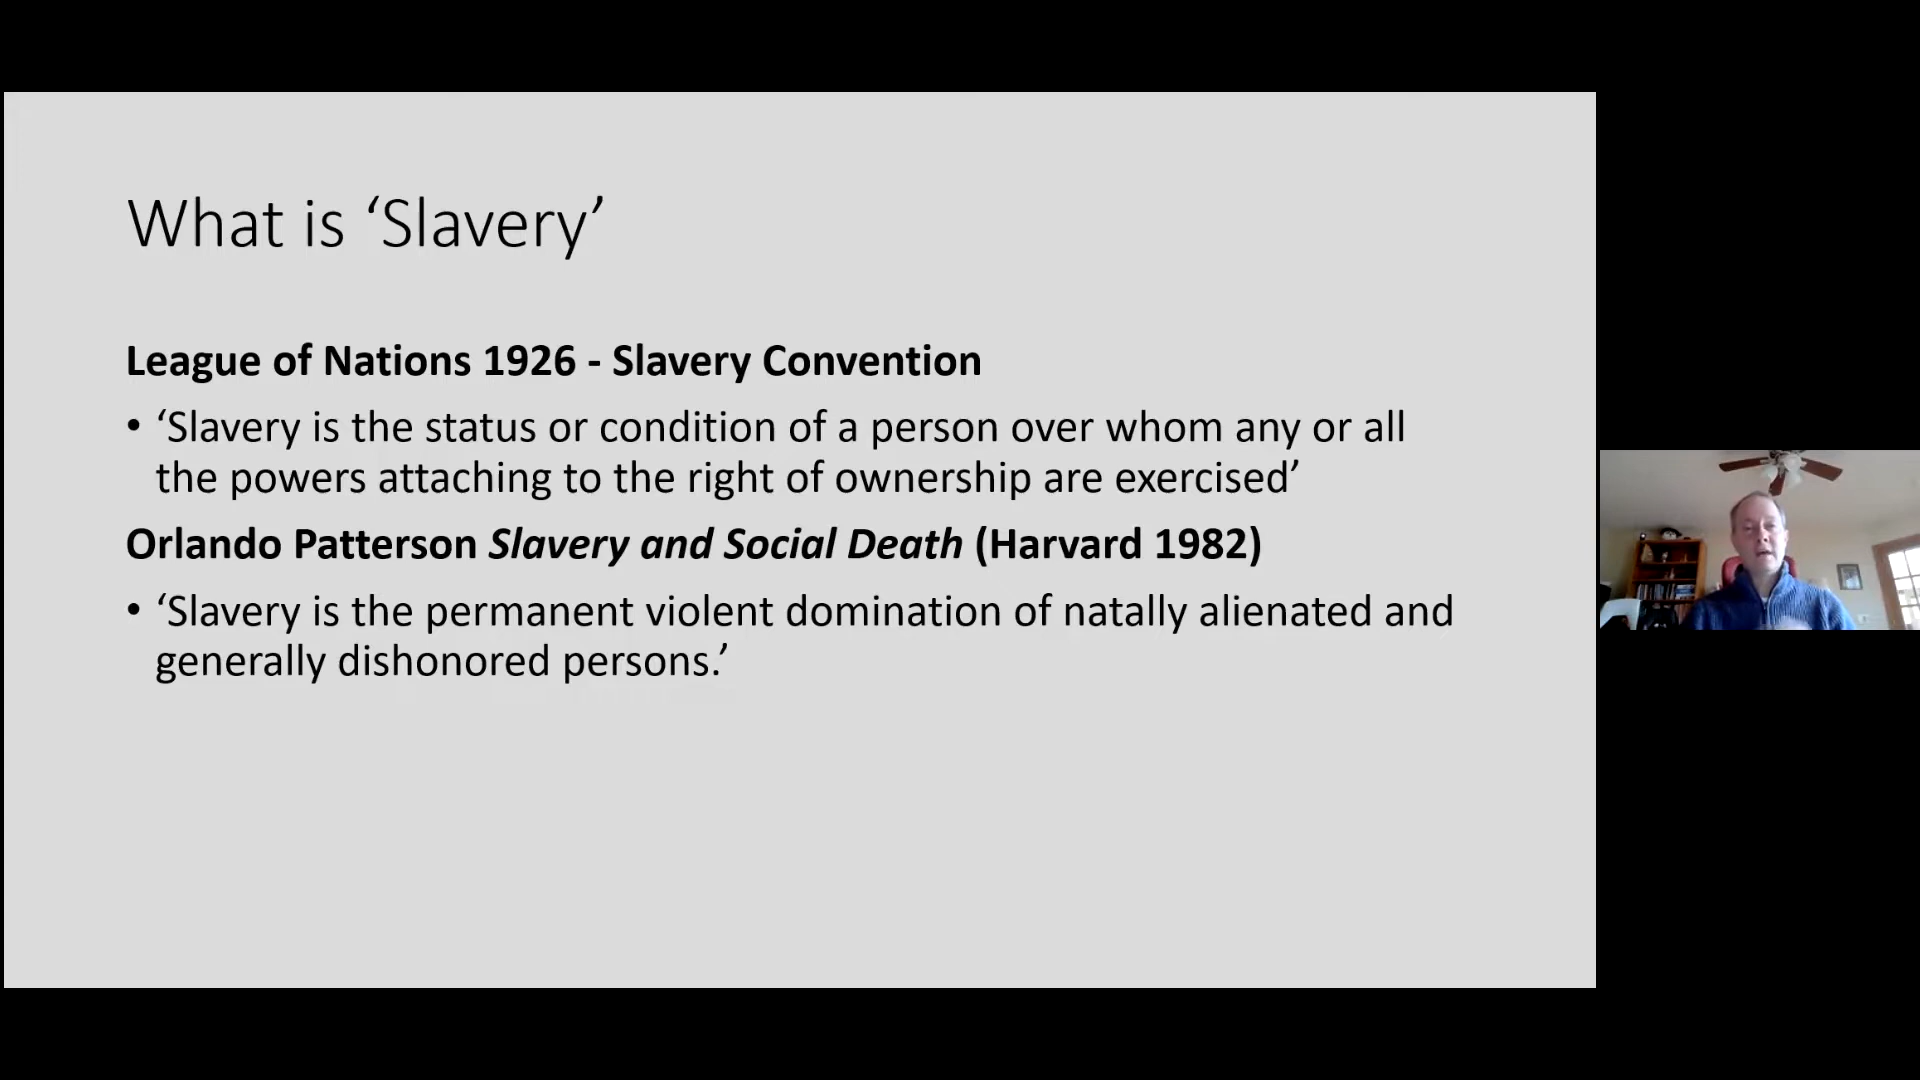 What is ‘Slavery’
League of Nations 1926 - Slavery Convention
• ‘Slavery is the status or condition of a person over whom any or all
the powers attaching to the right of ownership are exercised’
Orlando Patterson Slavery and Social Death (Harvard 1982)
• ‘Slavery is the permanent violent domination of natally alienated and
generally dishonored persons.’